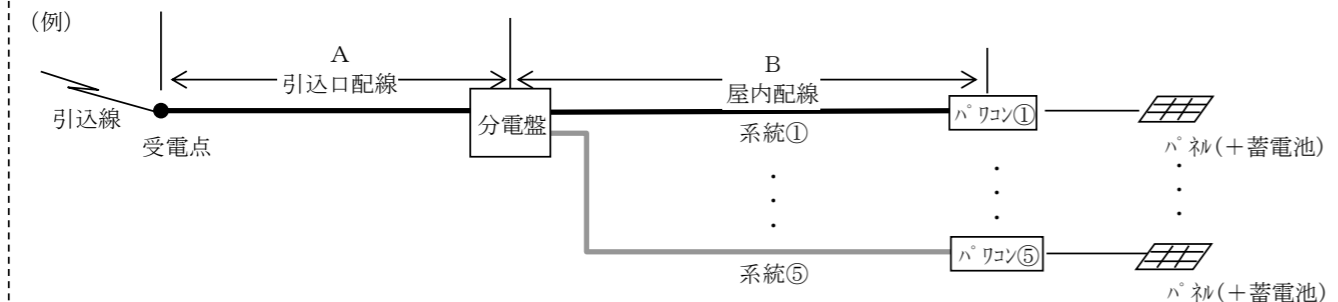 (例)
A
引込口配線
B
屋内配線
引込線
受電点
分電盤
系統①
パワコン①
パネル(＋蓄電池)
系統⑤
パワコン⑤
パネル(＋蓄電池)